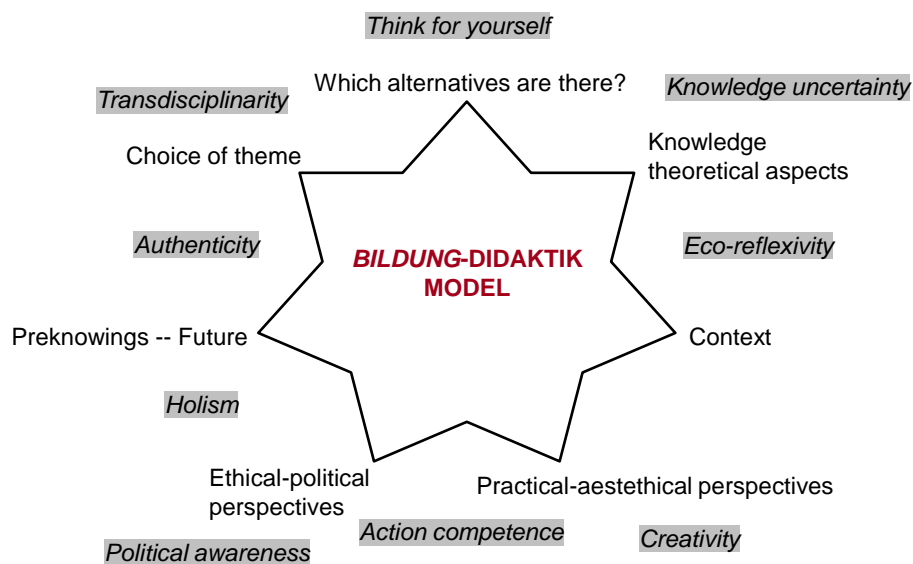 Think for yourself
Which alternatives are there?
Transdisciplinarity
Knowledge uncertainty
Choice of theme
Knowledge
theoretical aspects
Authenticity
Eco-reflexivity
BILDUNG-DIDAKTIK
MODEL
Preknowings -- Future
Context
Holism
Ethical-political
perspectives
Practical-aestethical perspectives
Action competence
Creativity
Political awareness